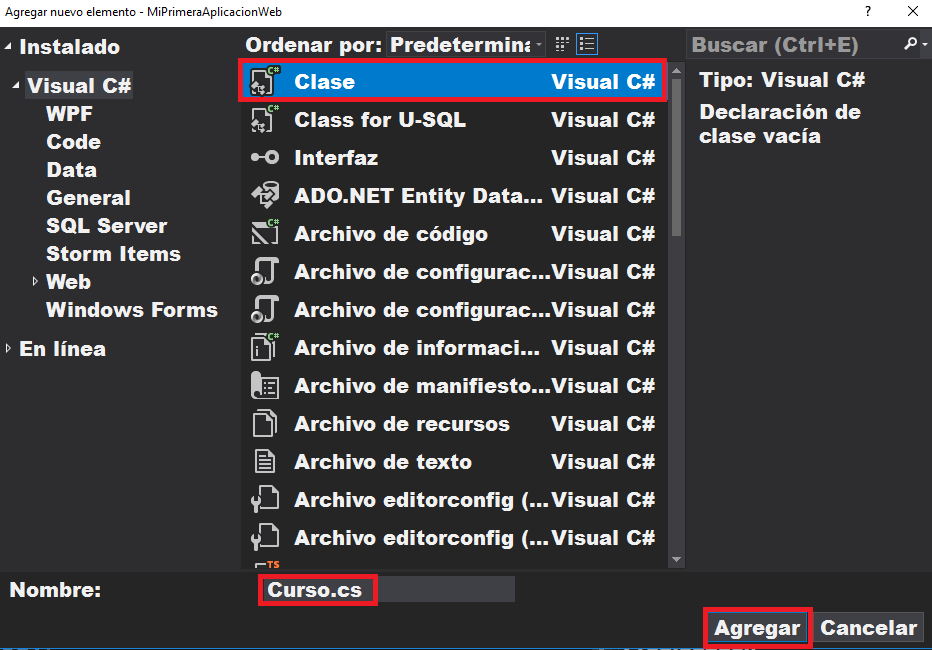 Agregar nuevo elemento - MiPrimeraAplicacionWeb ? ×
Instalado
Visual C#
WPF
Code
Data
General
SQL Server
Storm Items
Web
Windows Forms
En línea
Ordenar por: Predetermina
Clase Visual C#
Class for U-SQL Visual C#
Interfaz Visual C#
ADO.NET Entity Data... Visual C#
Archivo de código Visual C#
Archivo de configurac... Visual C#
Archivo de configurac... Visual C#
Archivo de informaci... Visual C#
Archivo de manifiesto... Visual C#
Archivo de recursos Visual C#
Archivo de texto Visual C#
Archivo editorconfig (... Visual C#
Archivo editorconfig (... Visual C#
TS
Buscar (Ctrl+E)
Tipo: Visual C#
Declaración de
clase vacía
Nombre: Curso.cs
Agregar Cancelar